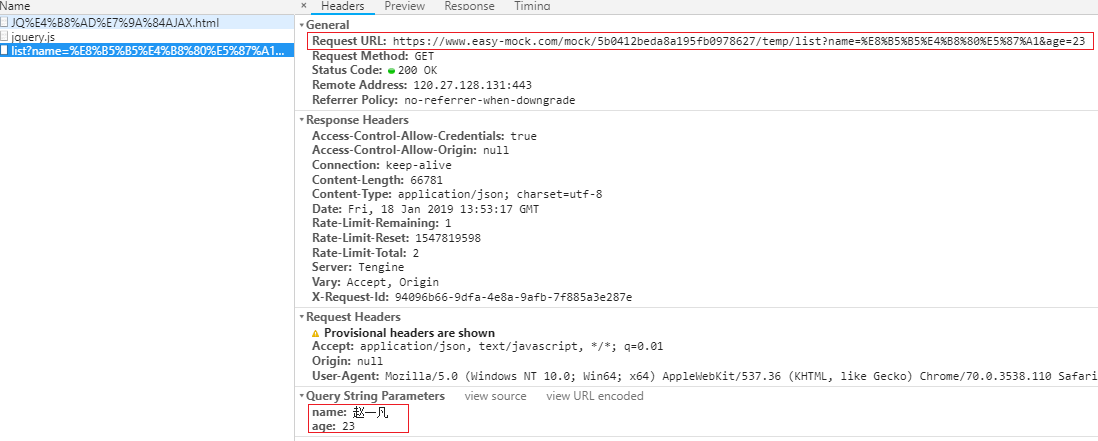 Name
× Headers Preview Response Timing
JQ%E4%B8%AD%E7%9A%84AJAX.html
jquery.js
list?name=%E8%B5%B5%E4%B8%80%E5%87%A1...
General
Request URL: https://www.easy-mock.com/mock/5b0412beda8a195fb0978627/temp/list?name=%E8%B5%B5%E4%B8%80%E5%87%A1&age=23
Request Method: GET
Status Code: 200 OK
Remote Address: 120.27.128.131:443
Referrer Policy: no-referrer-when-downgrade
Response Headers
Access-Control-Allow-Credentials: true
Access-Control-Allow-Origin: null
Connection: keep-alive
Content-Length: 66781
Content-Type: application/json; charset=utf-8
Date: Fri, 18 Jan 2019 13:53:17 GMT
Rate-Limit-Remaining: 1
Rate-Limit-Reset: 1547819598
Rate-Limit-Total: 2
Server: Tengine
Vary: Accept, Origin
X-Request-Id: 94096b66-9dfa-4e8a-9afb-7f885a3e287e
Request Headers
Provisional headers are shown
Accept: application/json, text/javascript, */*; q=0.01
Origin: null
User-Agent: Mozilla/5.0 (Windows NT 10.0; Win64; x64) AppleWebKit/537.36 (KHTML, like Gecko) Chrome/70.0.3538.110 Safari
Query String Parameters view source view URL encoded
name: 赵一凡
age: 23